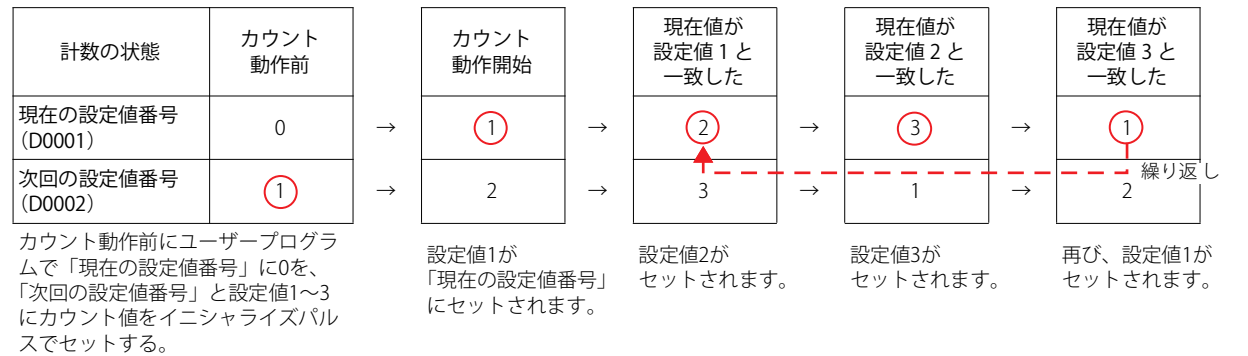 計数の状態
カウント
動作前
カウント
動作開始
現在値が
設定値 1 と
一致した
現在値が
設定値 2 と
一致した
現在値が
設定値 3 と
一致した
現在の設定値番号
（D0001）
0
→
1
→
2
→
3
→
1
繰り返し
次回の設定値番号
（D0002）
1
→
2
→
3
→
1
→
2
カウント動作前にユーザープログラ
ムで「現在の設定値番号」に0を、
「次回の設定値番号」と設定値1～3
にカウント値をイニシャライズパル
スでセットする。
設定値1が
「現在の設定値番号」
にセットされます。
設定値2が
セットされます。
設定値3が
セットされます。
再び、設定値1が
セットされます。